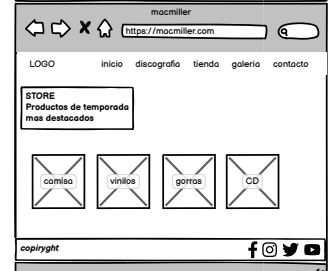 macmiller
https://macmiller.com
LOGO inicio discografia tienda galeria contacto
STORE
Productos de temporada
mas destacados
camisa vinilos gorras CD
copiryght